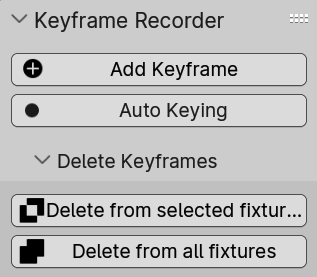 Keyframe Recorder
Add Keyframe
Auto Keying
Delete Keyframes
Delete from selected fixtur...
Delete from all fixtures